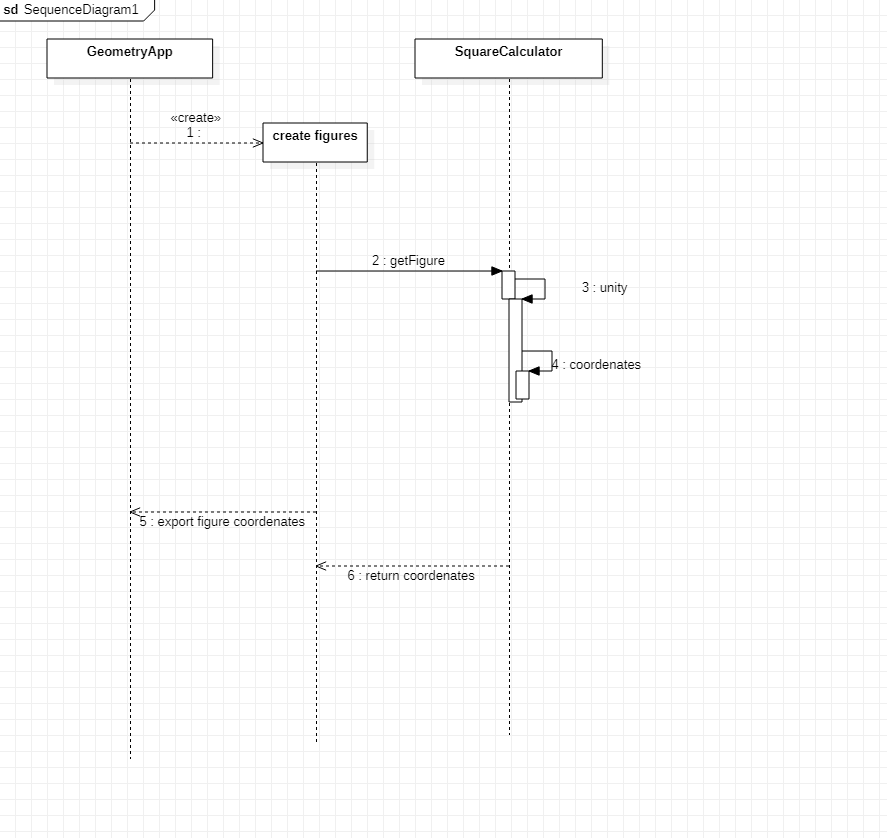 sd SequenceDiagram1
GeometryApp
SquareCalculator
«create»
1 :
create figures
2 : getFigure
3 : unity
4 : coordenates
5 : export figure coordenates
6 : return coordenates